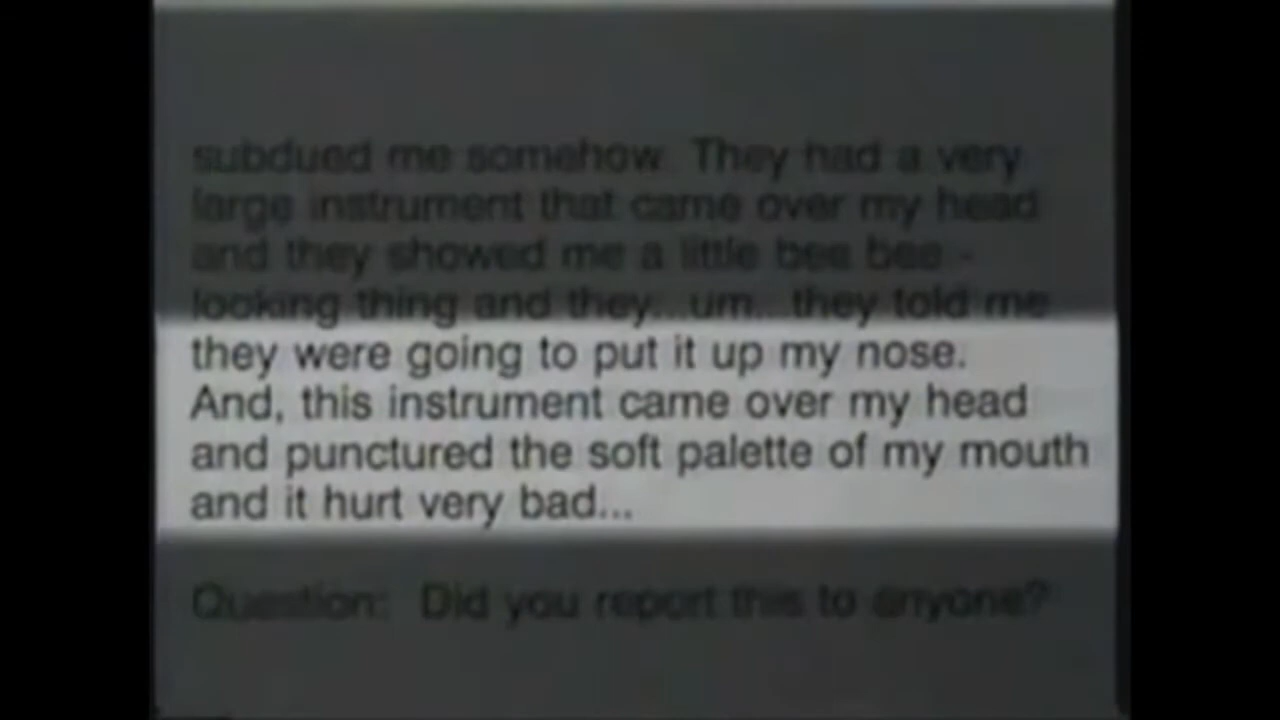 subdued me somehow. They had a very
large instrument that came over my head
and they showed me a little bee bee -
looking thing and they...um...they told me
they were going to put it up my nose.
And, this instrument came over my head
and punctured the soft palette of my mouth
and it hurt very bad...
Question: Did you report this to anyone?